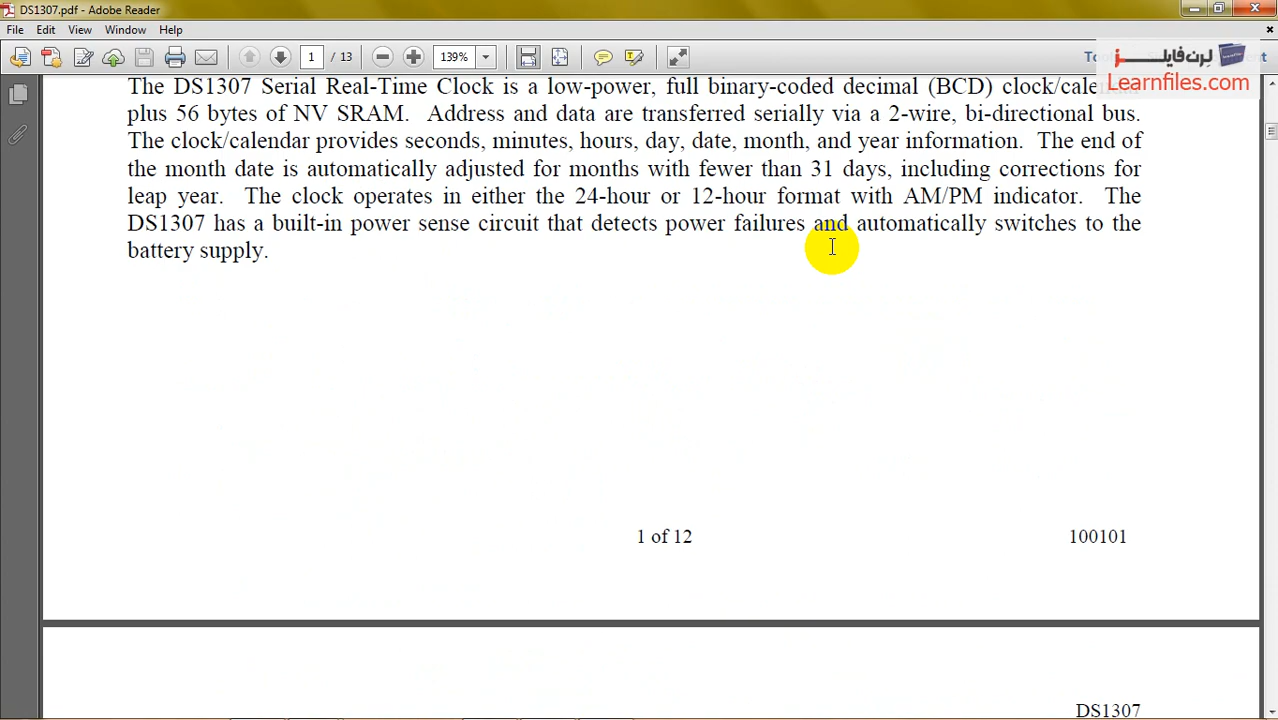 DS1307.pdf - Adobe Reader
File Edit View Window Help
1 / 13 139%
لرن فایلز
Learnfiles.com
The DS1307 Serial Real-Time Clock is a low-power, full binary-coded decimal (BCD) clock/cale
plus 56 bytes of NV SRAM. Address and data are transferred serially via a 2-wire, bi-directional bus.
The clock/calendar provides seconds, minutes, hours, day, date, month, and year information. The end of
the month date is automatically adjusted for months with fewer than 31 days, including corrections for
leap year. The clock operates in either the 24-hour or 12-hour format with AM/PM indicator. The
DS1307 has a built-in power sense circuit that detects power failures and automatically switches to the
battery supply.
1 of 12 100101
DS1307